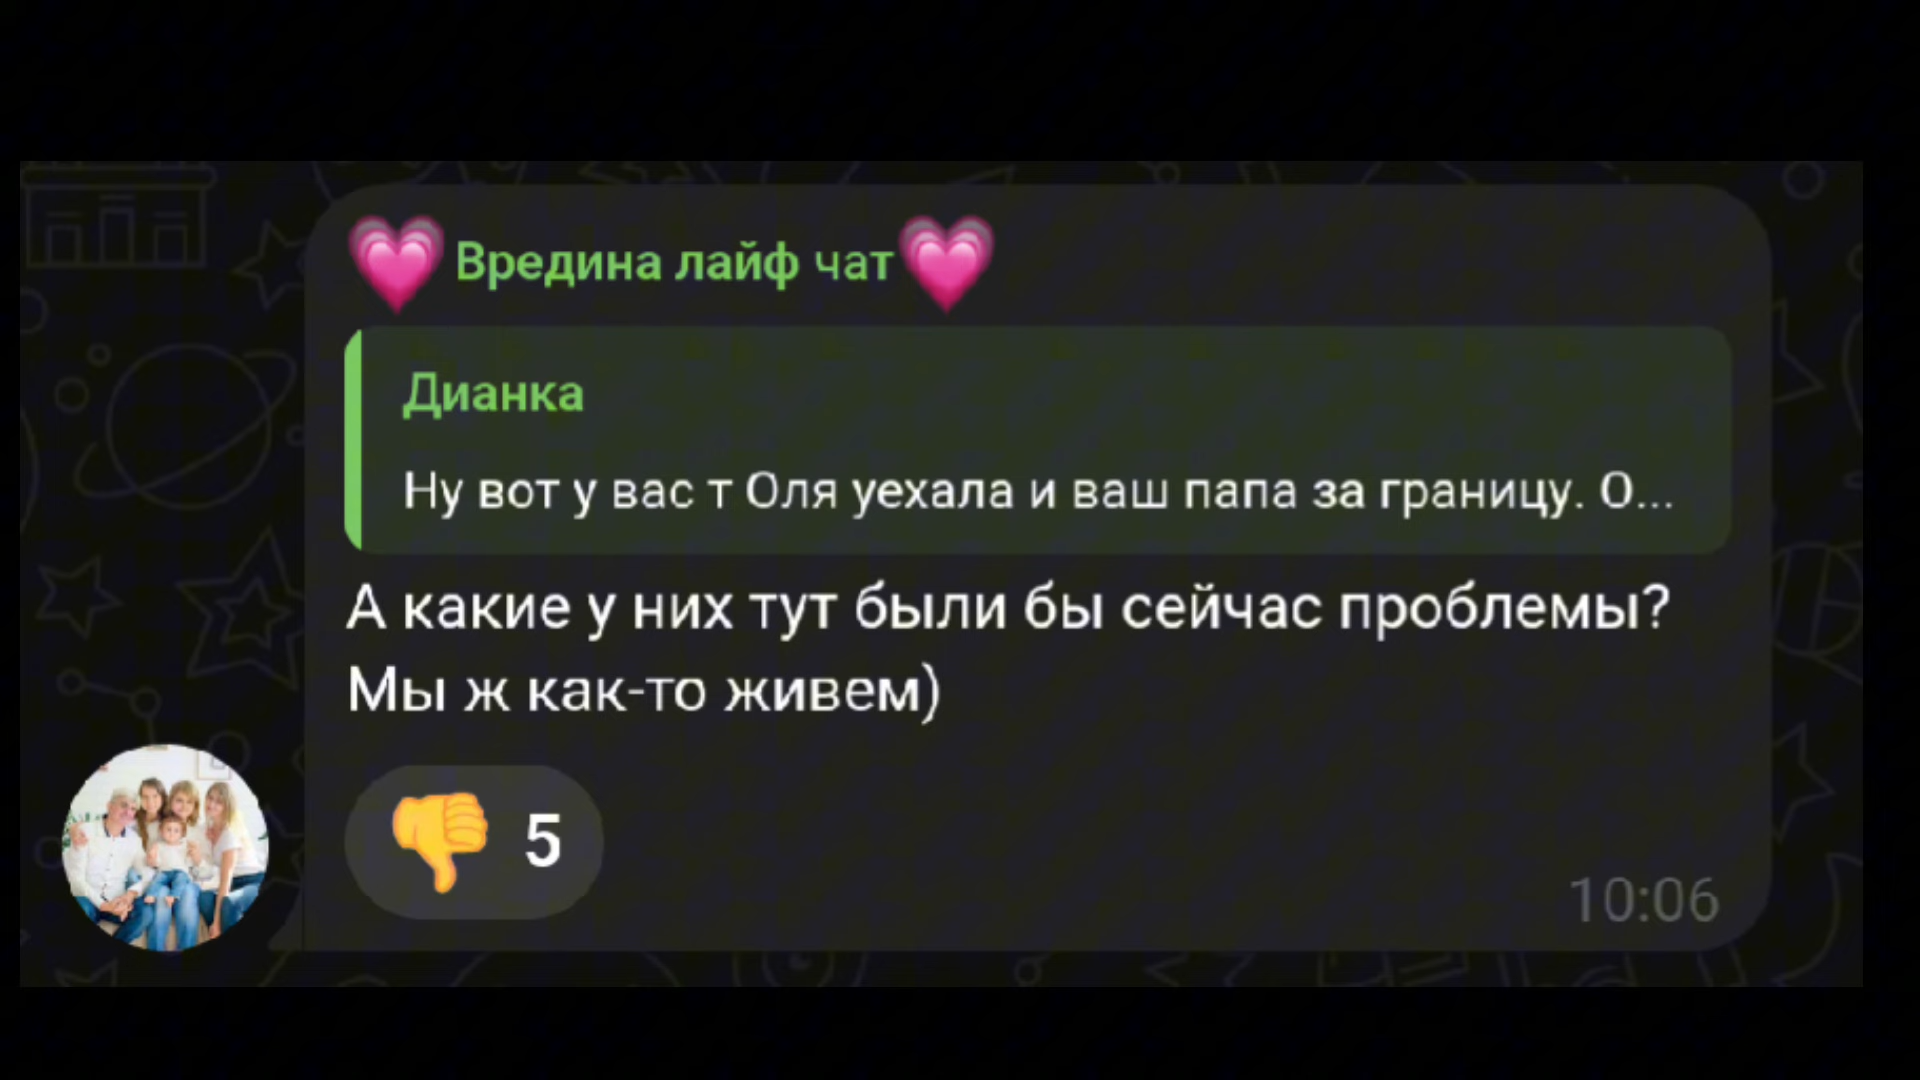 Вредина лайф чат
Дианка
Ну вот у вас т Оля уехала и ваш папа за границу. О...
А какие у них тут были бы сейчас проблемы?
Мы ж как-то живем)
5
10:06